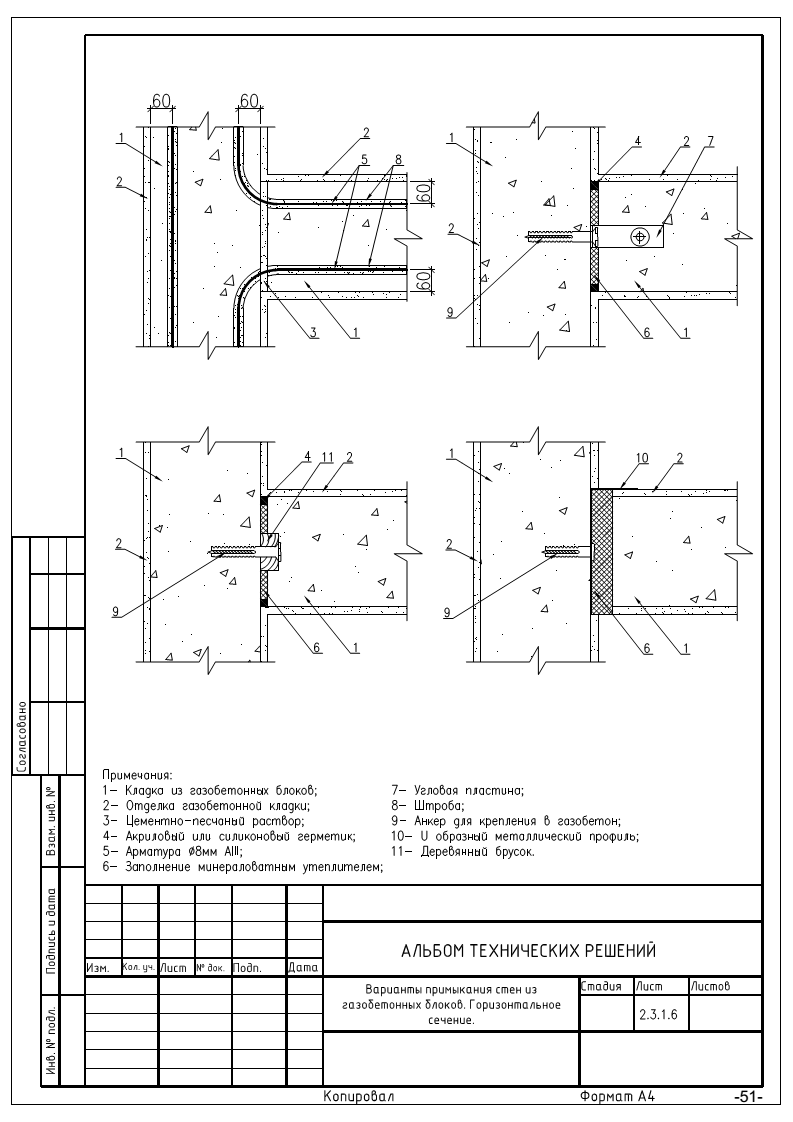 60
60
1
2
2
5
8
60
60
3
1
1
4
2
7
2
9
6
1
1
4
11
2
2
9
6
1
1
10
2
2
9
6
1
Примечания:
1– Кладка из газобетонных блоков;
2– Отделка газобетонной кладки;
3– Цементно–песчаный раствор;
4– Акриловый или силиконовый герметик;
5– Арматура Ø8мм АIII;
6– Заполнение минераловатным утеплителем;
7– Угловая пластина;
8– Штроба;
9– Анкер для крепления в газобетон;
10– U образный металлический профиль;
11– Деревянный брусок.
Согласовано
Взам. инв. №
Подпись и дата
Инв. № подл.
Изм. Кол. уч. Лист № док. Подп. Дата
АЛЬБОМ ТЕХНИЧЕСКИХ РЕШЕНИЙ
Варианты примыкания стен из
газобетонных блоков. Горизонтальное
сечение.
Стадия Лист Листов
2.3.1.6
Копировал Формат А4 -51-